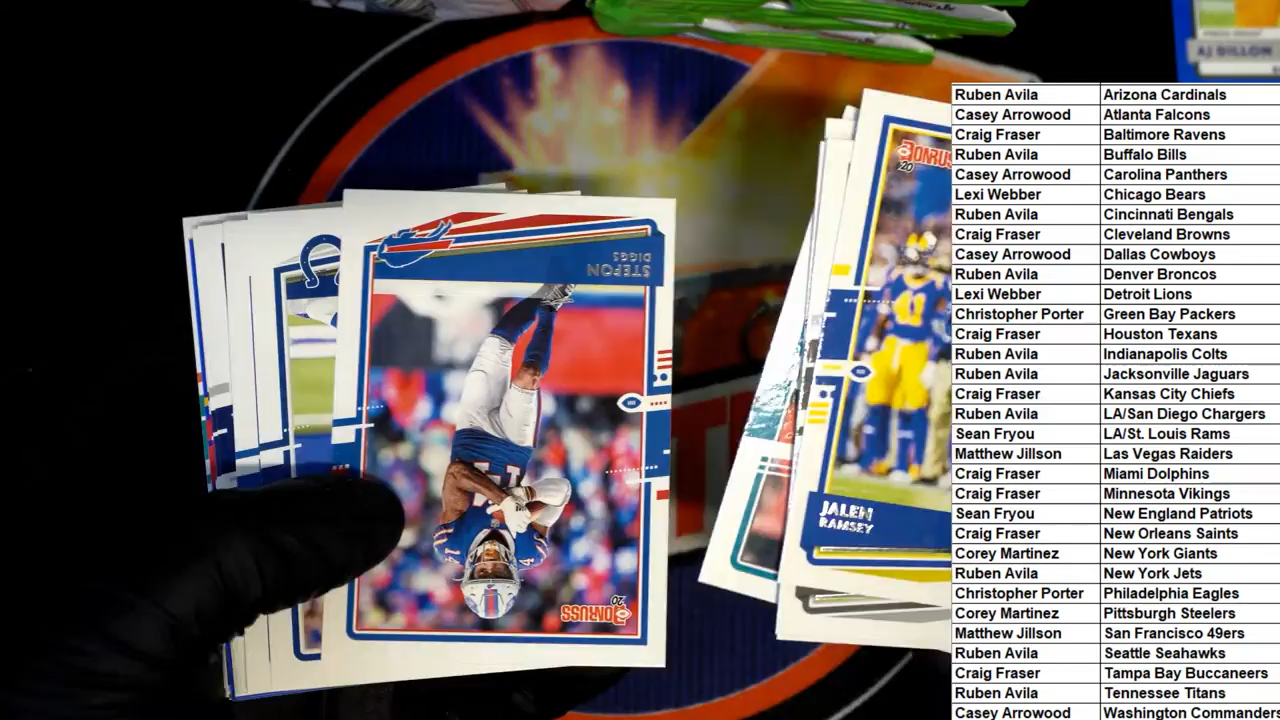 AJ DILLON
STEFON
DIGGS
14
DONRUSS
20
DONRUSS
20
41
JALEN
RAMSEY
Ruben Avila Arizona Cardinals
Casey Arrowood Atlanta Falcons
Craig Fraser Baltimore Ravens
Ruben Avila Buffalo Bills
Casey Arrowood Carolina Panthers
Lexi Webber Chicago Bears
Ruben Avila Cincinnati Bengals
Craig Fraser Cleveland Browns
Casey Arrowood Dallas Cowboys
Ruben Avila Denver Broncos
Lexi Webber Detroit Lions
Christopher Porter Green Bay Packers
Craig Fraser Houston Texans
Ruben Avila Indianapolis Colts
Ruben Avila Jacksonville Jaguars
Craig Fraser Kansas City Chiefs
Ruben Avila LA/San Diego Chargers
Sean Fryou LA/St. Louis Rams
Matthew Jillson Las Vegas Raiders
Craig Fraser Miami Dolphins
Craig Fraser Minnesota Vikings
Sean Fryou New England Patriots
Craig Fraser New Orleans Saints
Corey Martinez New York Giants
Ruben Avila New York Jets
Christopher Porter Philadelphia Eagles
Corey Martinez Pittsburgh Steelers
Matthew Jillson San Francisco 49ers
Ruben Avila Seattle Seahawks
Craig Fraser Tampa Bay Buccaneers
Ruben Avila Tennessee Titans
Casey Arrowood Washington Commanders